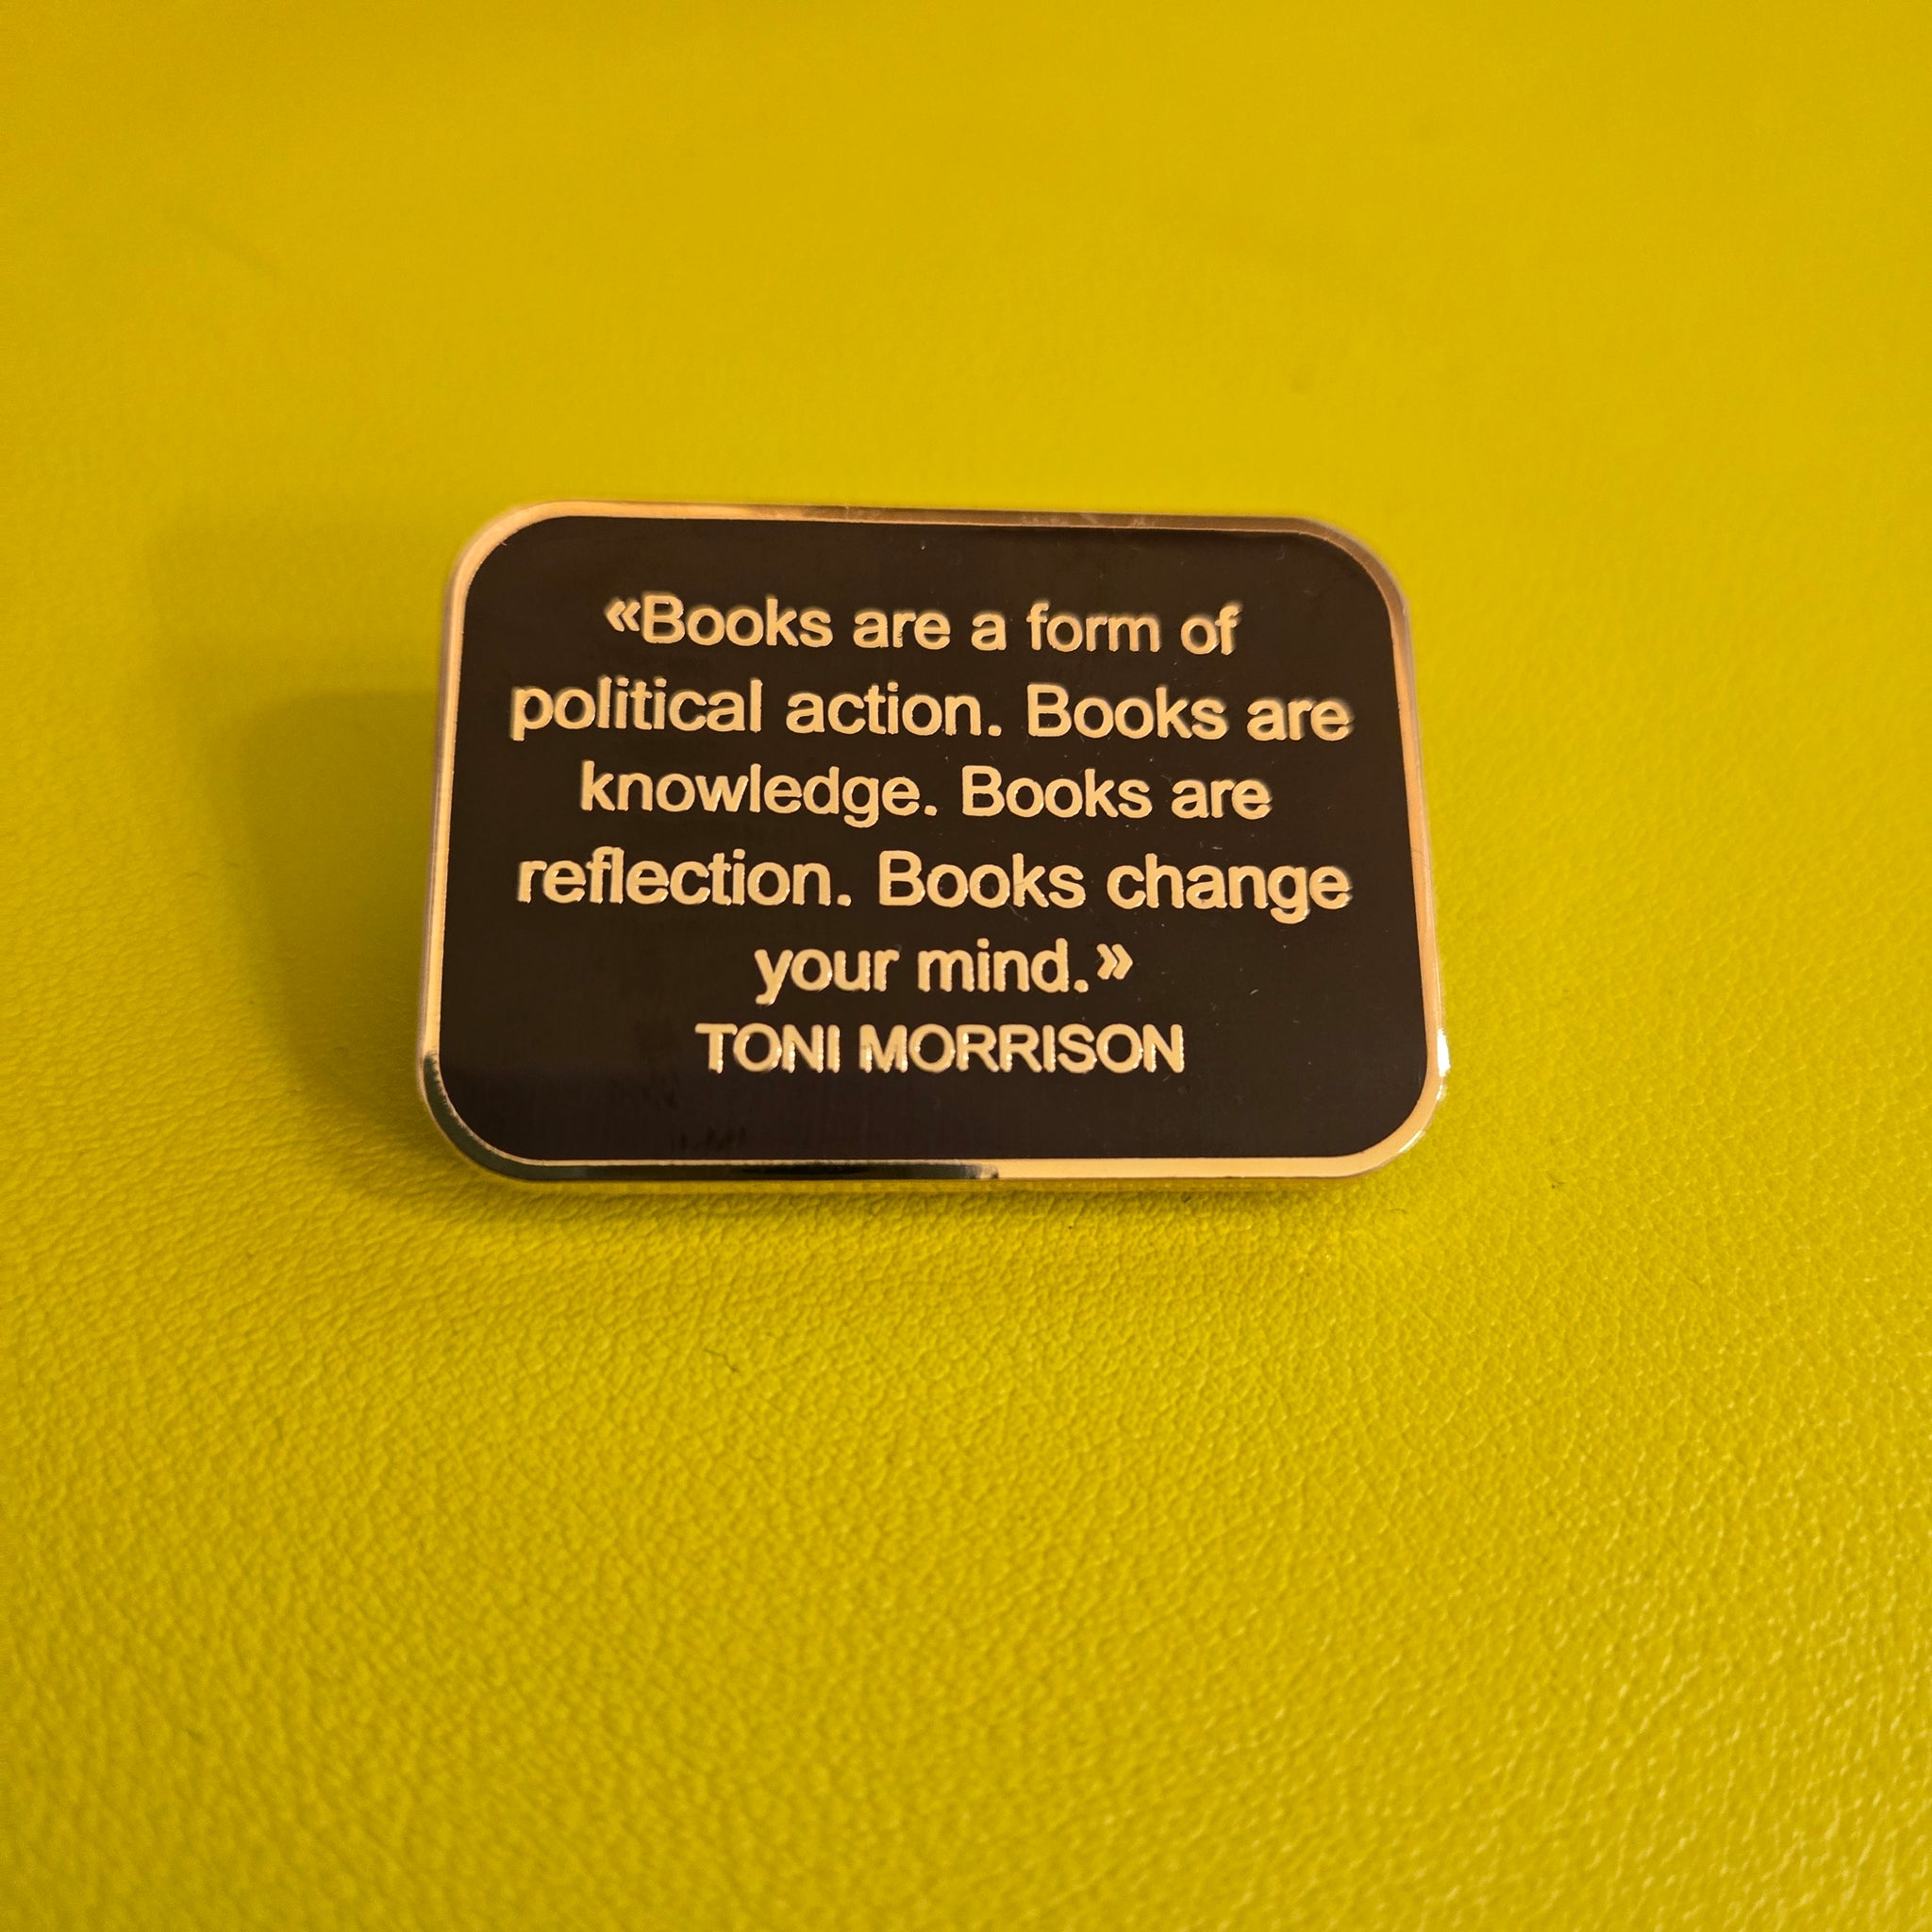 «Books are a form of
political action. Books are
knowledge. Books are
reflection. Books change
your mind.»
TONI MORRISON